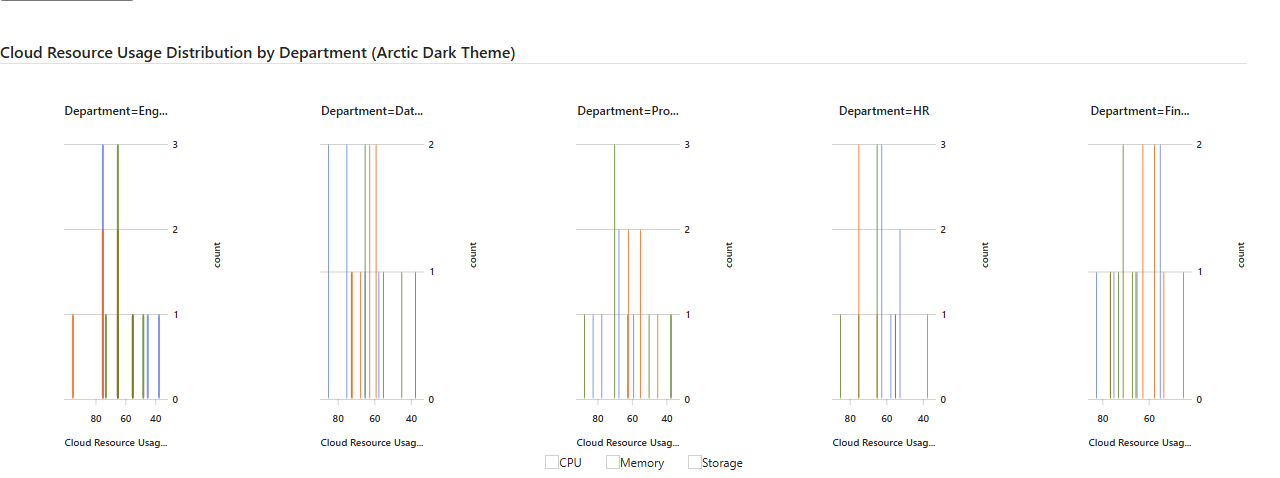 Cloud Resource Usage Distribution by Department (Arctic Dark Theme)
Department=Eng... Department=Dat... Department=Pro... Department=HR Department=Fin...
3 2 3 3 2
2 2 2
1 1
1 1 1
0 0 0 0 0
count count count count count
80 60 40 80 60 40 80 60 40 80 60 40 80 60
Cloud Resource Usag... Cloud Resource Usag... Cloud Resource Usag... Cloud Resource Usag... Cloud Resource Usag...
CPU Memory Storage